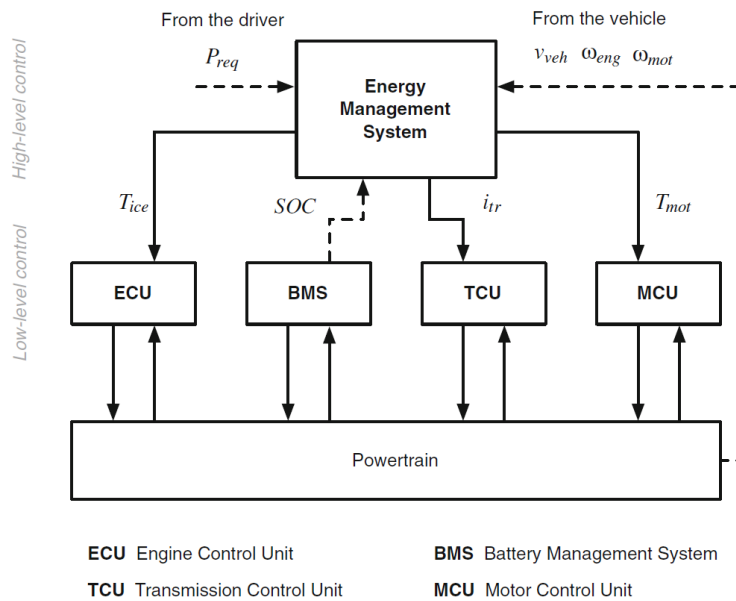 From the driver
From the vehicle
P_req
v_veh ω_eng ω_mot
Energy
Management
System
High-level control
T_ice
SOC
i_tr
T_mot
Low-level control
ECU
BMS
TCU
MCU
Powertrain
ECU Engine Control Unit
BMS Battery Management System
TCU Transmission Control Unit
MCU Motor Control Unit